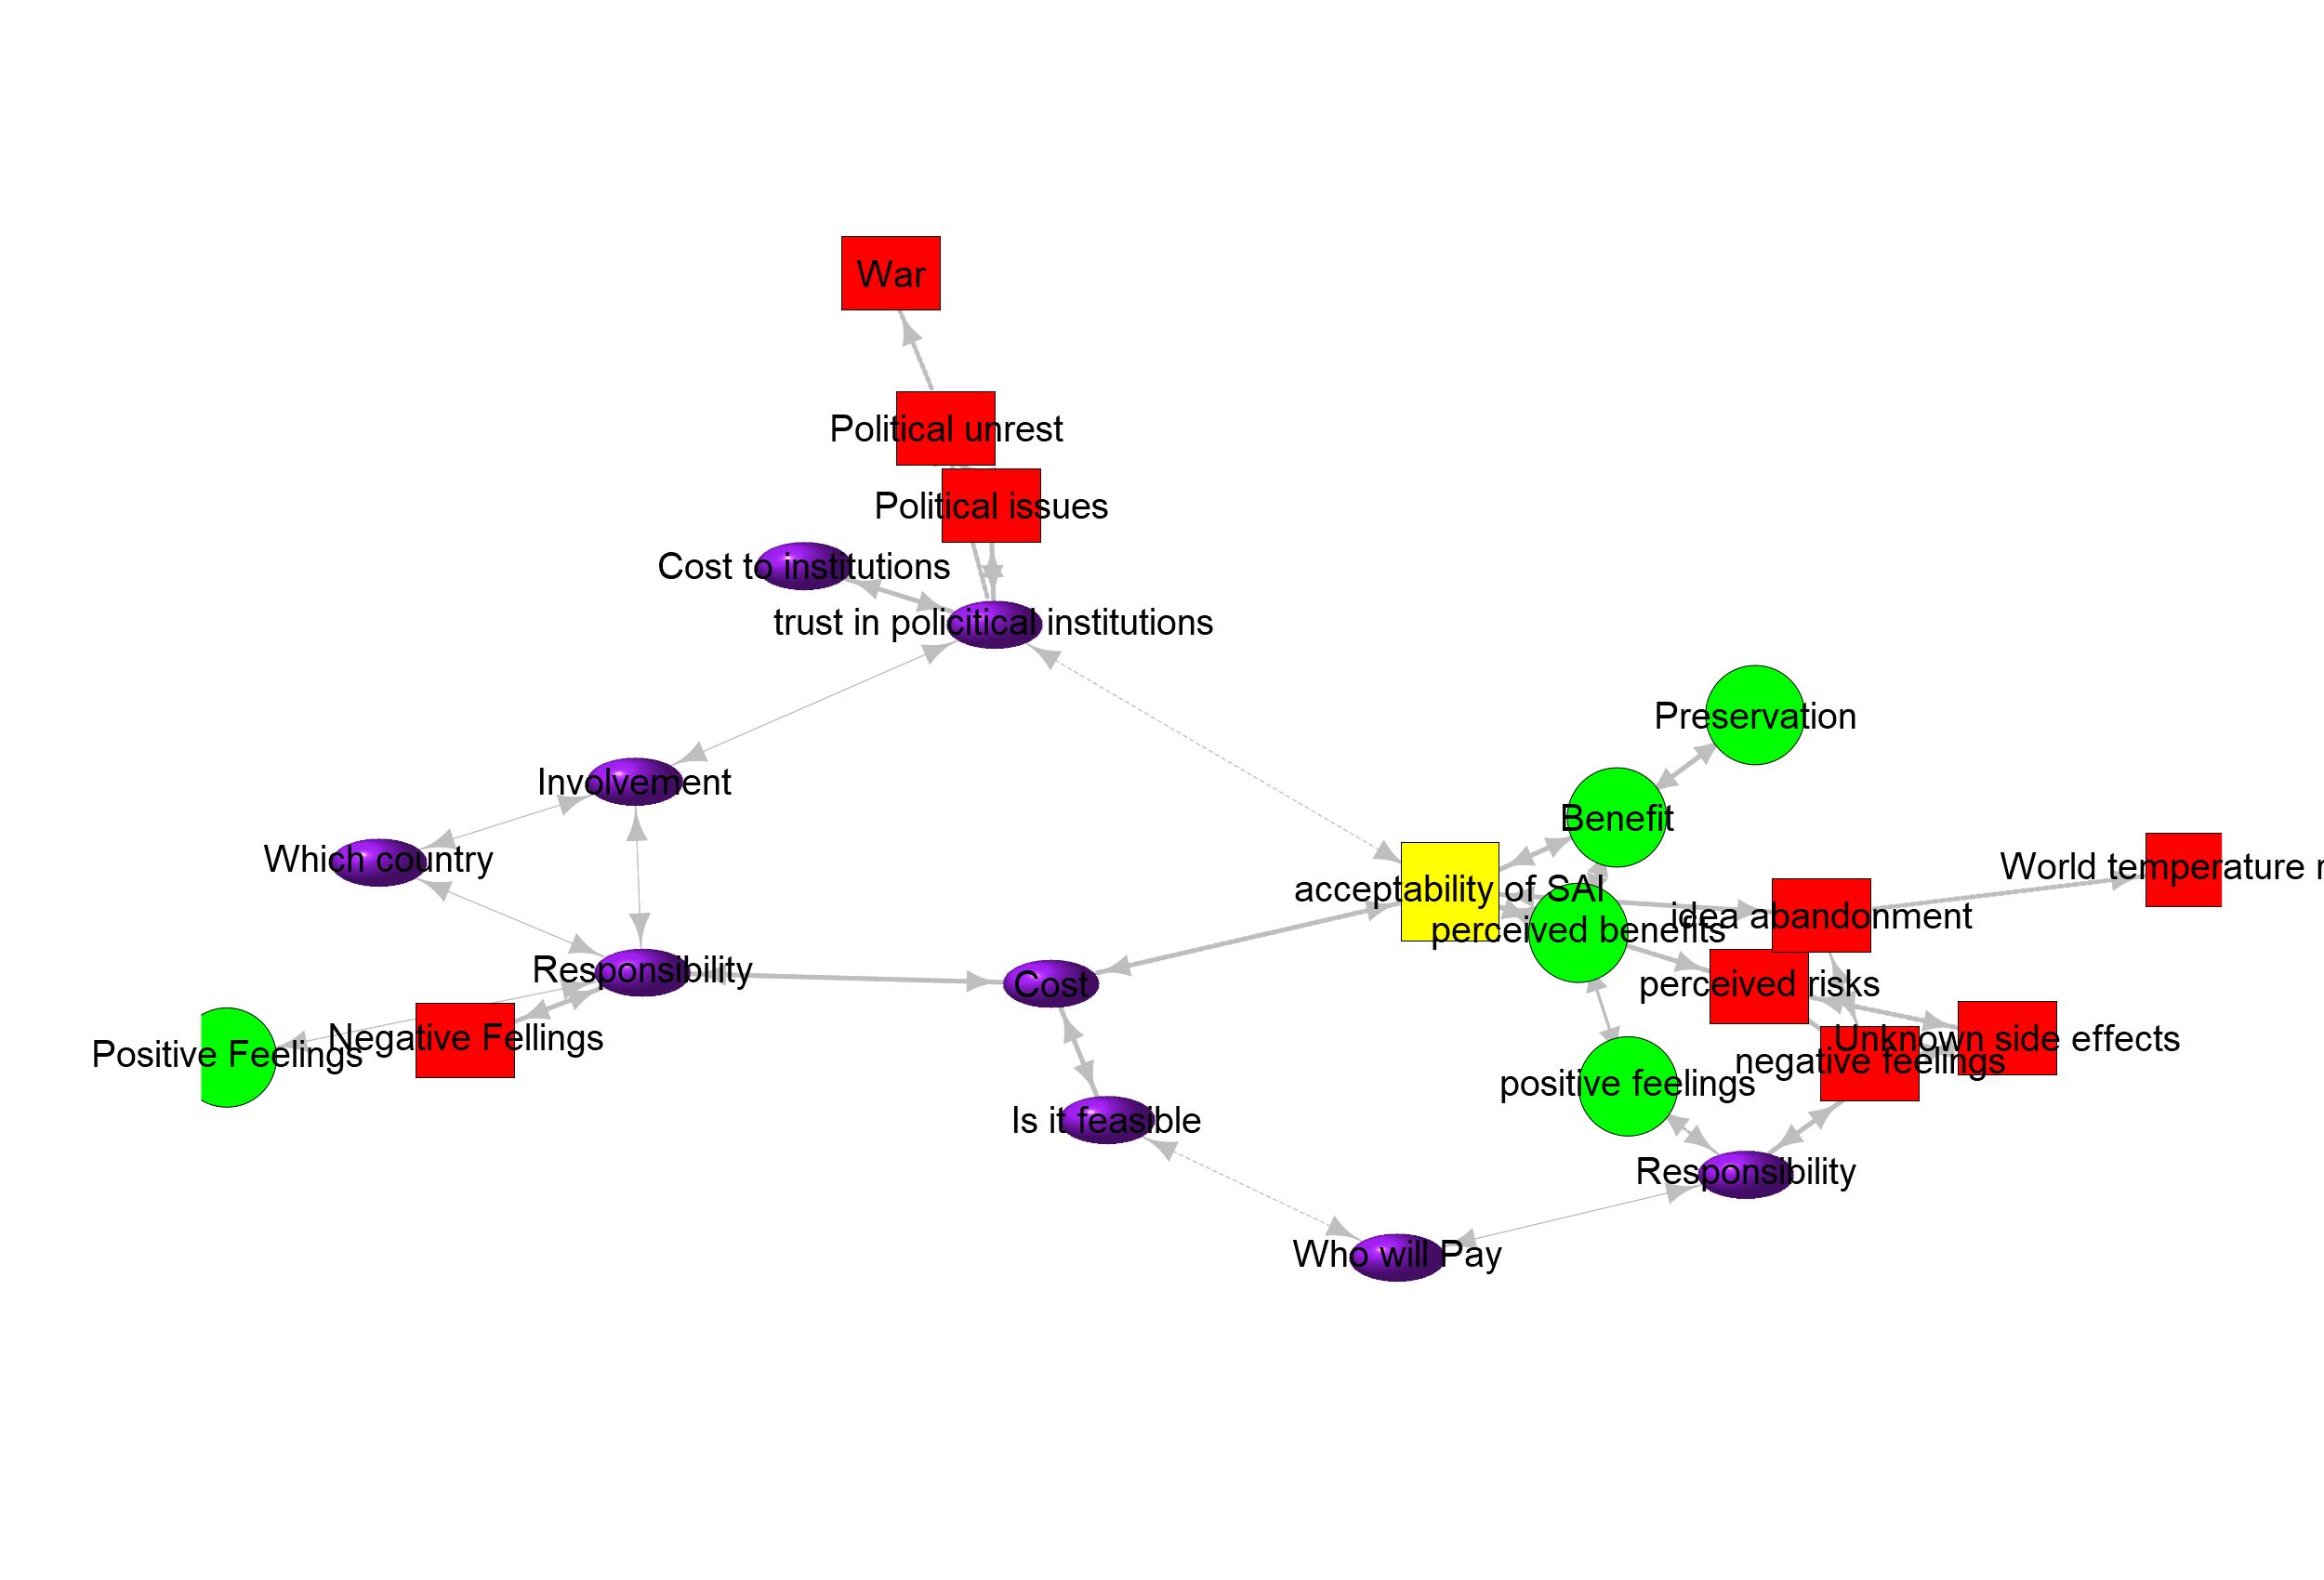 War
Political unrest
Political issues
Cost to institutions
trust in policitical institutions
Preservation
Involvement
Benefit
Which country
World temperature
acceptability of SAI
idea abandonment
perceived benefits
Responsibility
Cost
perceived risks
Negative Fellings
Positive Feelings
Unknown side effects
negative feelings
positive feelings
Is it feasible
Responsibility
Who will Pay